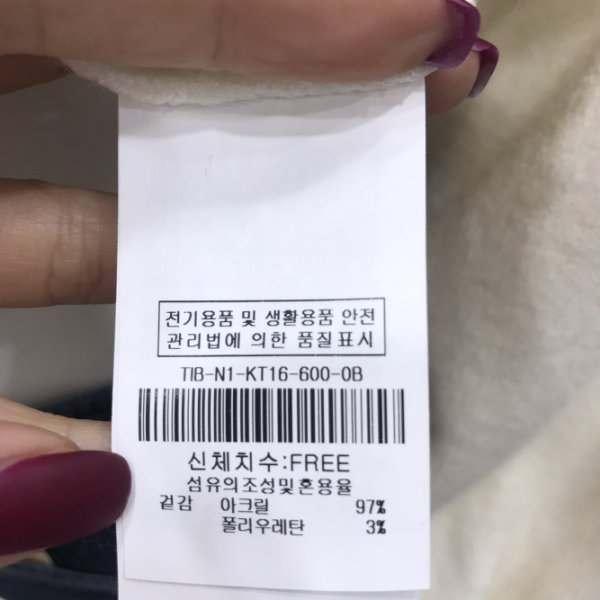 전기용품 및 생활용품 안전
관리법에 의한 품질표시
TIB-N1-KT16-600-0B
신체치수:FREE
섬유의조성및혼용율
겉감 아크릴 97%
폴리우레탄 3%